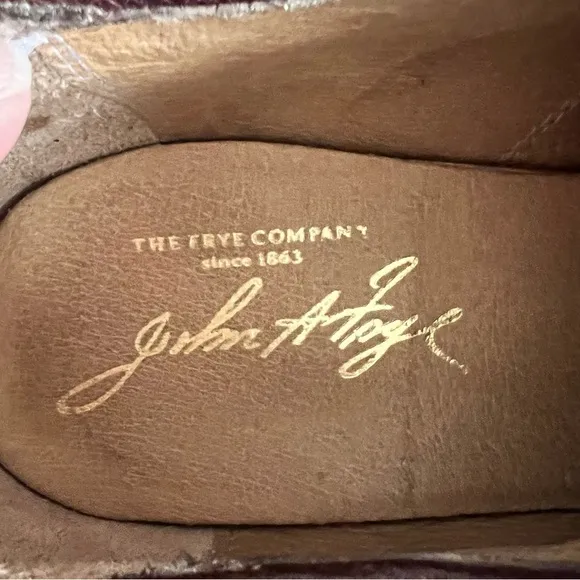 THE FRYE COMPANY
since 1863
John A Frye